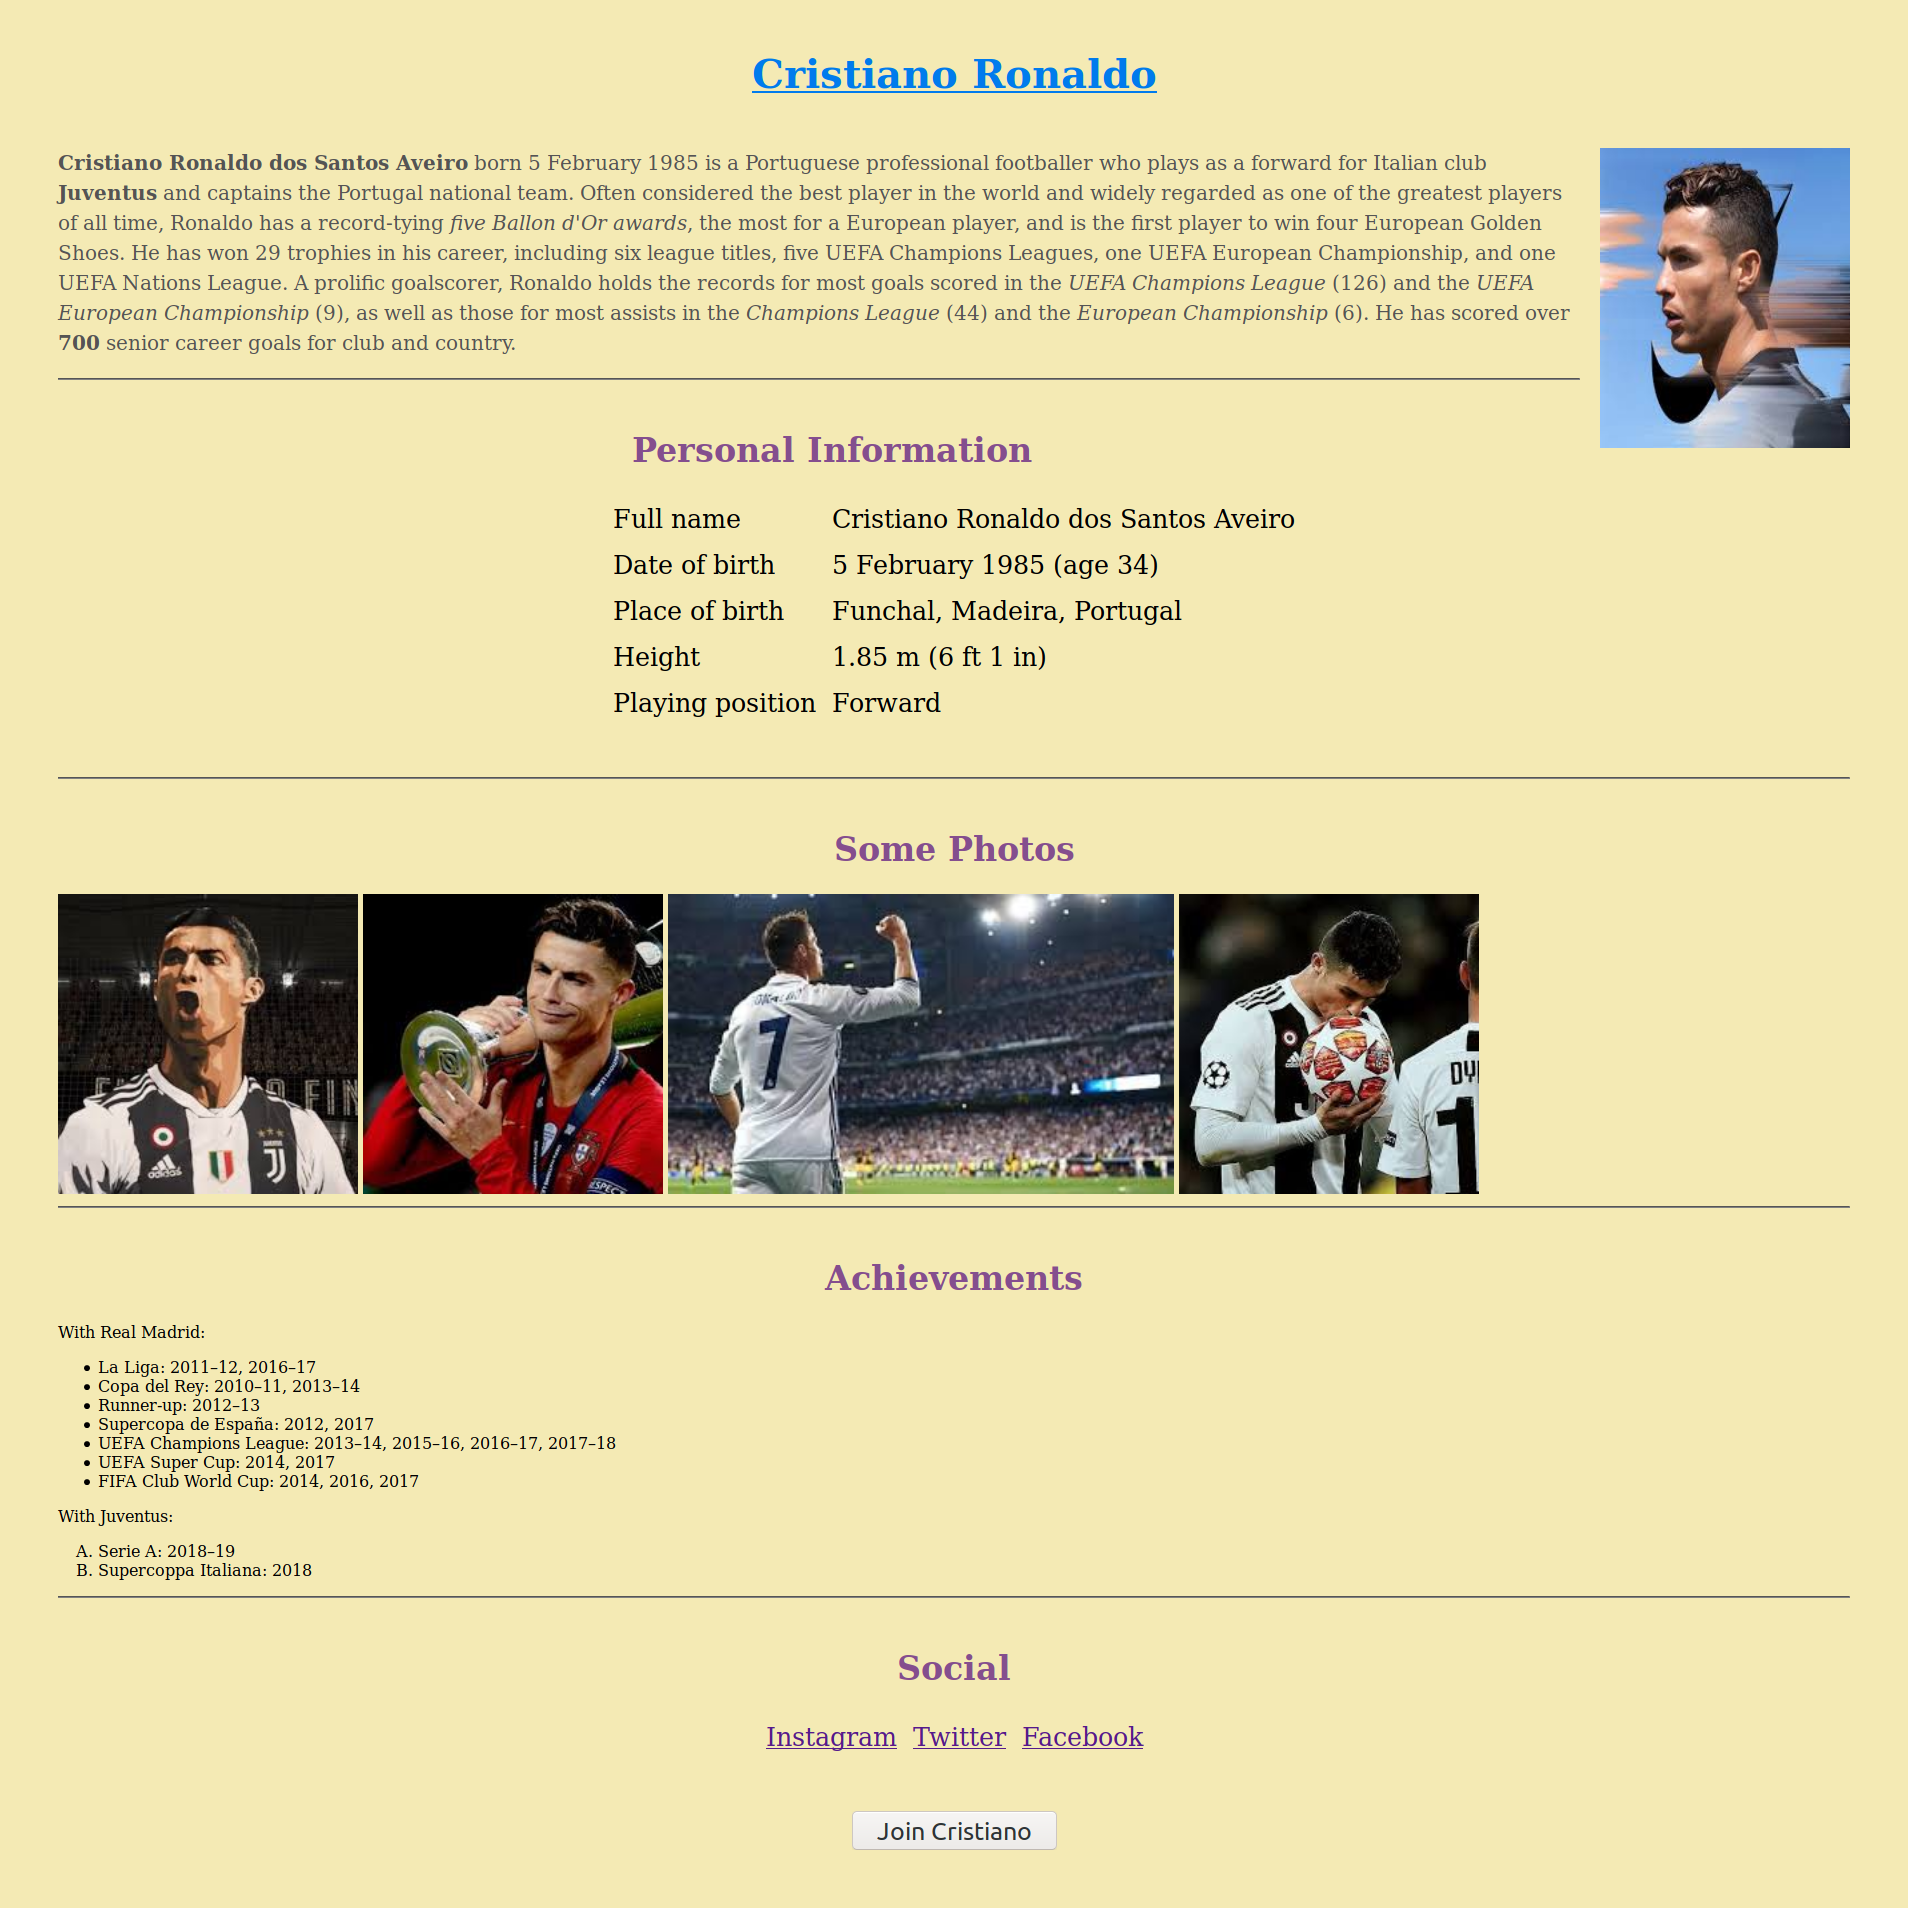 Cristiano Ronaldo
Cristiano Ronaldo dos Santos Aveiro born 5 February 1985 is a Portuguese professional footballer who plays as a forward for Italian club
Juventus and captains the Portugal national team. Often considered the best player in the world and widely regarded as one of the greatest players
of all time, Ronaldo has a record-tying five Ballon d'Or awards, the most for a European player, and is the first player to win four European Golden
Shoes. He has won 29 trophies in his career, including six league titles, five UEFA Champions Leagues, one UEFA European Championship, and one
UEFA Nations League. A prolific goalscorer, Ronaldo holds the records for most goals scored in the UEFA Champions League (126) and the UEFA
European Championship (9), as well as those for most assists in the Champions League (44) and the European Championship (6). He has scored over
700 senior career goals for club and country.
Personal Information
Full name Cristiano Ronaldo dos Santos Aveiro
Date of birth 5 February 1985 (age 34)
Place of birth Funchal, Madeira, Portugal
Height 1.85 m (6 ft 1 in)
Playing position Forward
Some Photos
FIN
adidas
7
DY
1
Achievements
With Real Madrid:
La Liga: 2011–12, 2016–17
Copa del Rey: 2010–11, 2013–14
Runner-up: 2012–13
Supercopa de España: 2012, 2017
UEFA Champions League: 2013–14, 2015–16, 2016–17, 2017–18
UEFA Super Cup: 2014, 2017
FIFA Club World Cup: 2014, 2016, 2017
With Juventus:
A. Serie A: 2018–19
B. Supercoppa Italiana: 2018
Social
Instagram Twitter Facebook
Join Cristiano